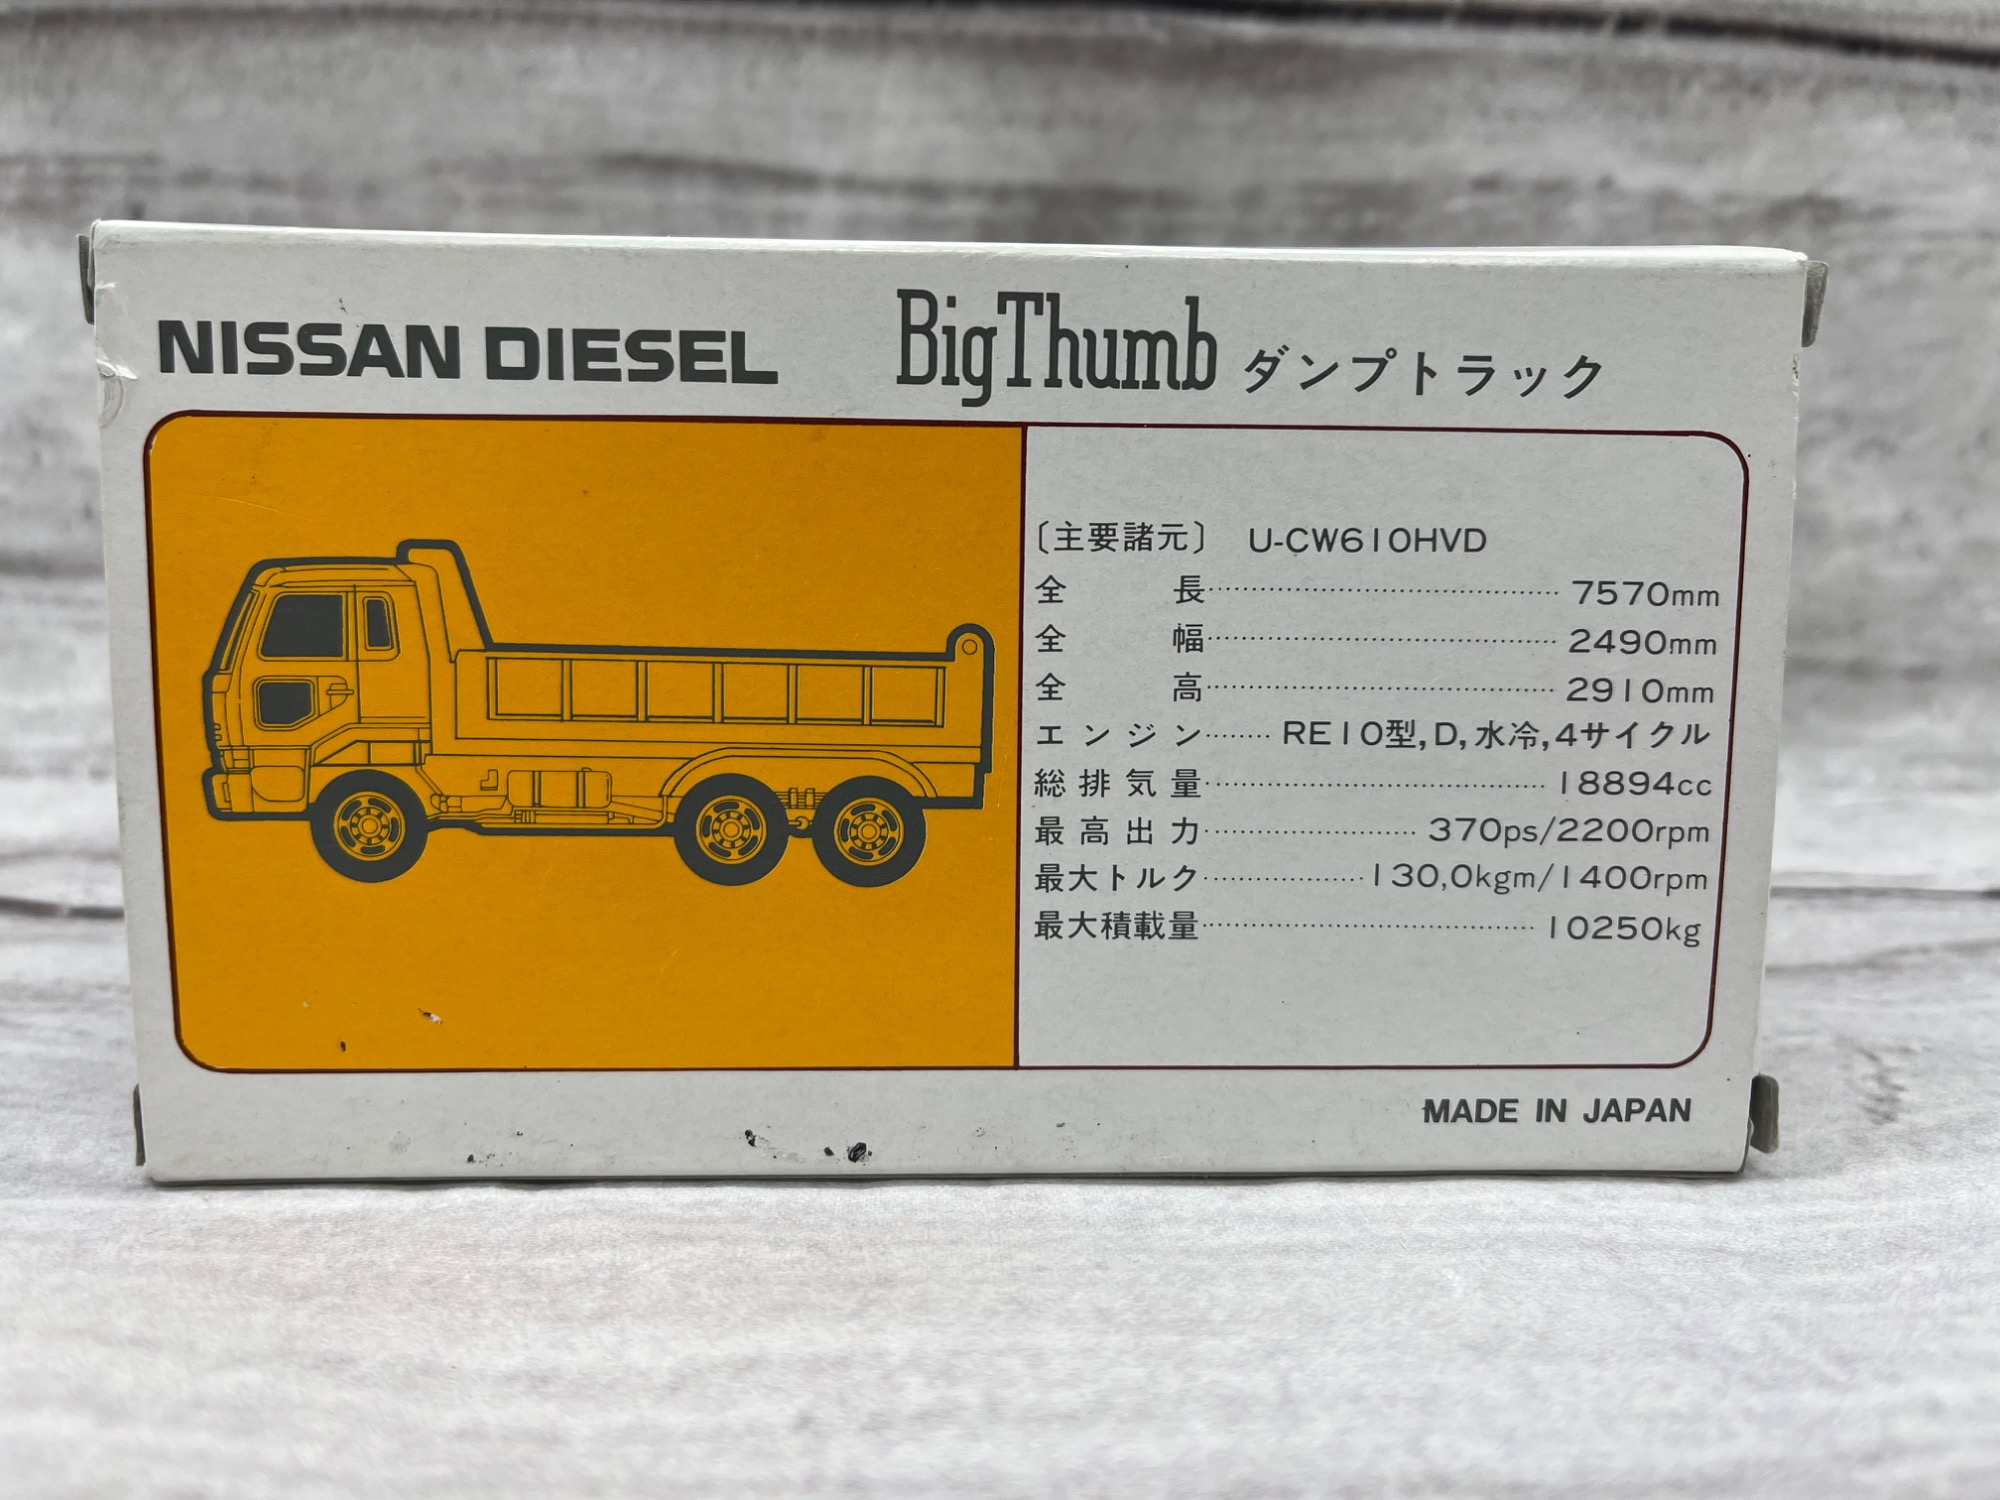 NISSAN DIESEL BigThumb ダンプトラック
〔主要諸元〕 U-CW610HVD
全長 7570mm
全幅 2490mm
全高 2910mm
エンジン RE10型,D,水冷,4サイクル
総排気量 18894cc
最高出力 370ps/2200rpm
最大トルク 130,0kgm/1400rpm
最大積載量 10250kg
MADE IN JAPAN